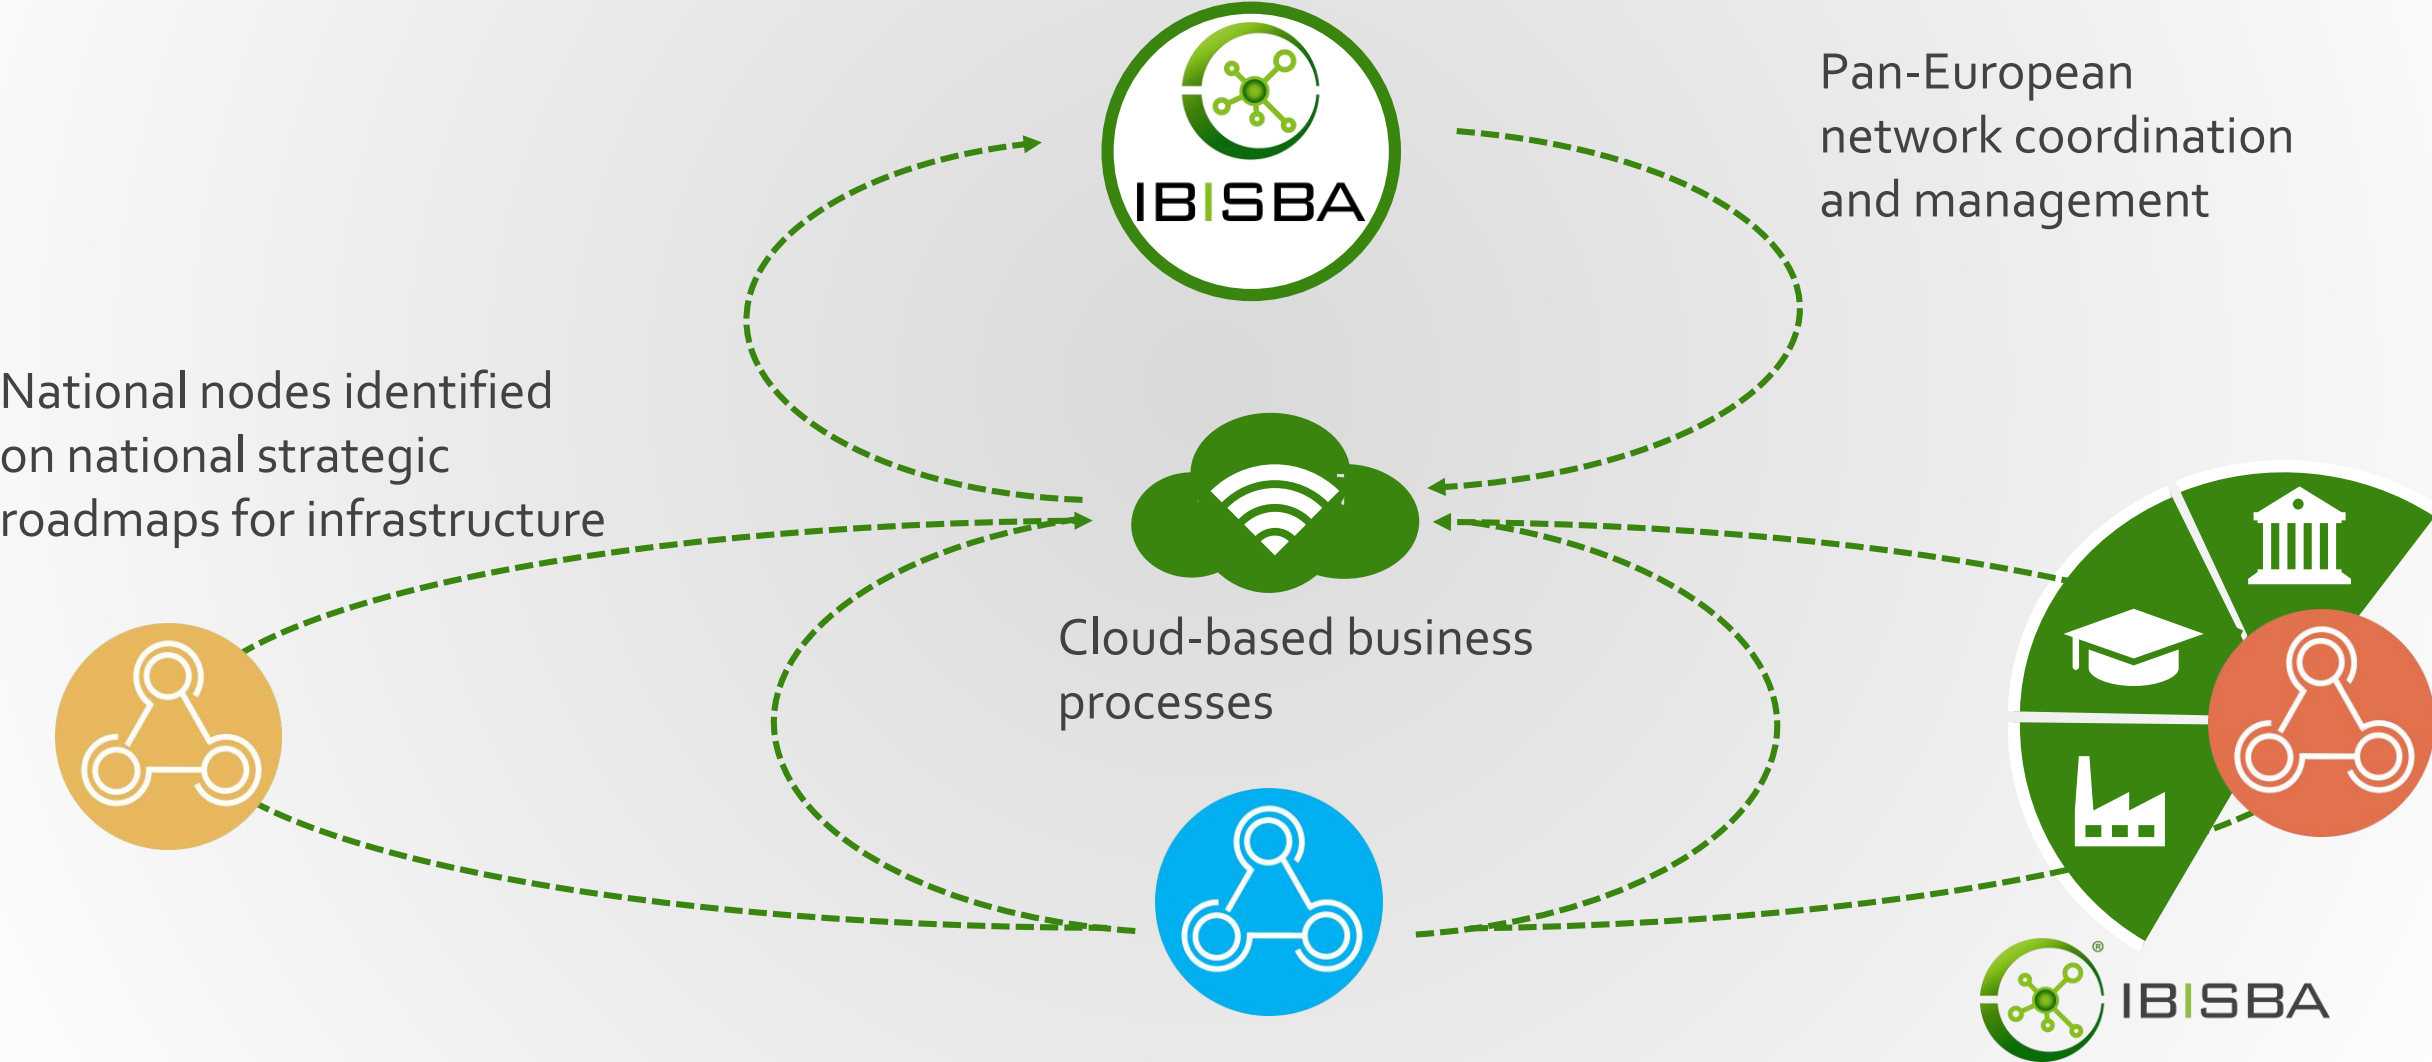 IBISBA
Pan-European
network coordination
and management
National nodes identified
on national strategic
roadmaps for infrastructure
Cloud-based business
processes
®
IBISBA